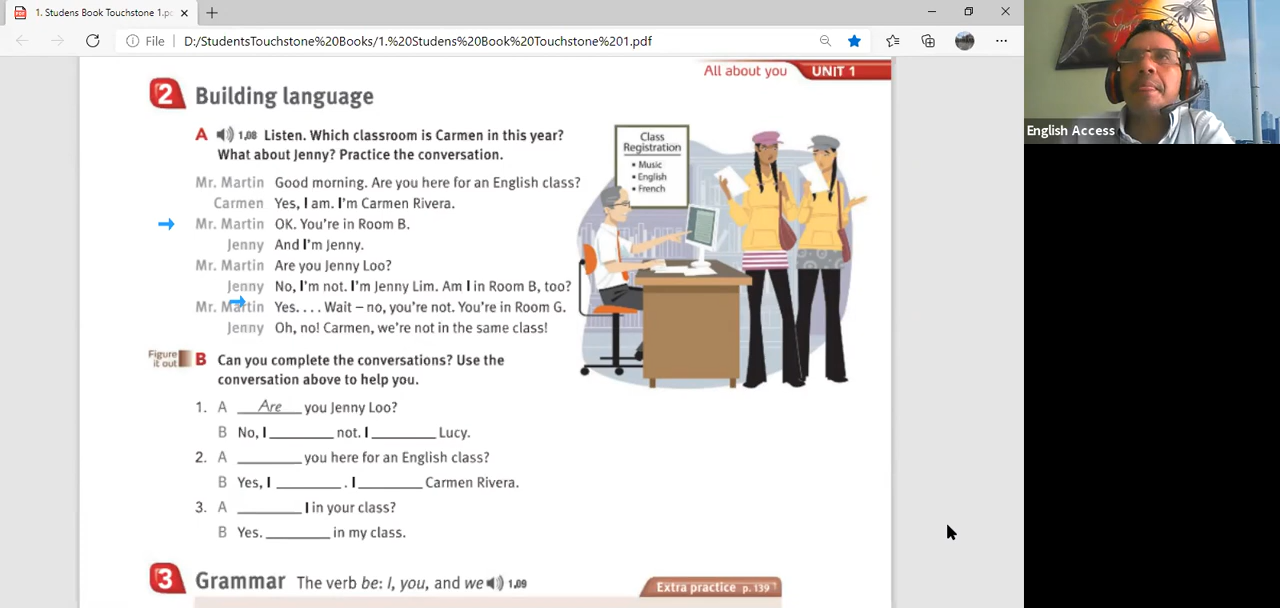 1. Studens Book Touchstone 1.pd
File D:/StudentsTouchstone%20Books/1.%20Studens%20Book%20Touchstone%201.pdf
All about you UNIT 1
2 Building language
A 1.08 Listen. Which classroom is Carmen in this year?
What about Jenny? Practice the conversation.
Mr. Martin Good morning. Are you here for an English class?
Carmen Yes, I am. I'm Carmen Rivera.
Mr. Martin OK. You're in Room B.
Jenny And I'm Jenny.
Mr. Martin Are you Jenny Loo?
Jenny No, I'm not. I'm Jenny Lim. Am I in Room B, too?
Mr. Martin Yes. . . . Wait – no, you're not. You're in Room G.
Jenny Oh, no! Carmen, we're not in the same class!
Class
Registration
• Music
• English
• French
Figure
it out
B Can you complete the conversations? Use the
conversation above to help you.
1. A Are you Jenny Loo?
B No, I ________ not. I ________ Lucy.
2. A ________ you here for an English class?
B Yes, I ________ . I ________ Carmen Rivera.
3. A ________ I in your class?
B Yes. ________ in my class.
3 Grammar The verb be: I, you, and we 1.09
Extra practice p. 139
English Access